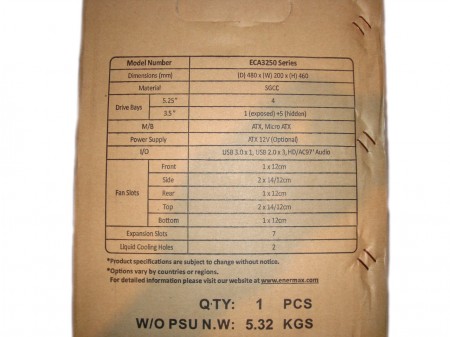 Model Number ECA3250 Series
Dimensions (mm) (D) 480 x (W) 200 x (H) 460
Material SGCC
Drive Bays 5.25" 4
3.5" 1 (exposed) +5 (hidden)
M/B ATX, Micro ATX
Power Supply ATX 12V (Optional)
I/O USB 3.0 x 1, USB 2.0 x 3, HD/AC97' Audio
Fan Slots Front 1 x 12cm
Side 2 x 14/12cm
Rear 1 x 12cm
Top 2 x 14/12cm
Bottom 1 x 12cm
Expansion Slots 7
Liquid Cooling Holes 2
*Product specifications are subject to change without notice.
*Options vary by countries or regions.
For detailed information please visit our website at www.enermax.com
Q'TY: 1 PCS
W/O PSU N.W: 5.32 KGS